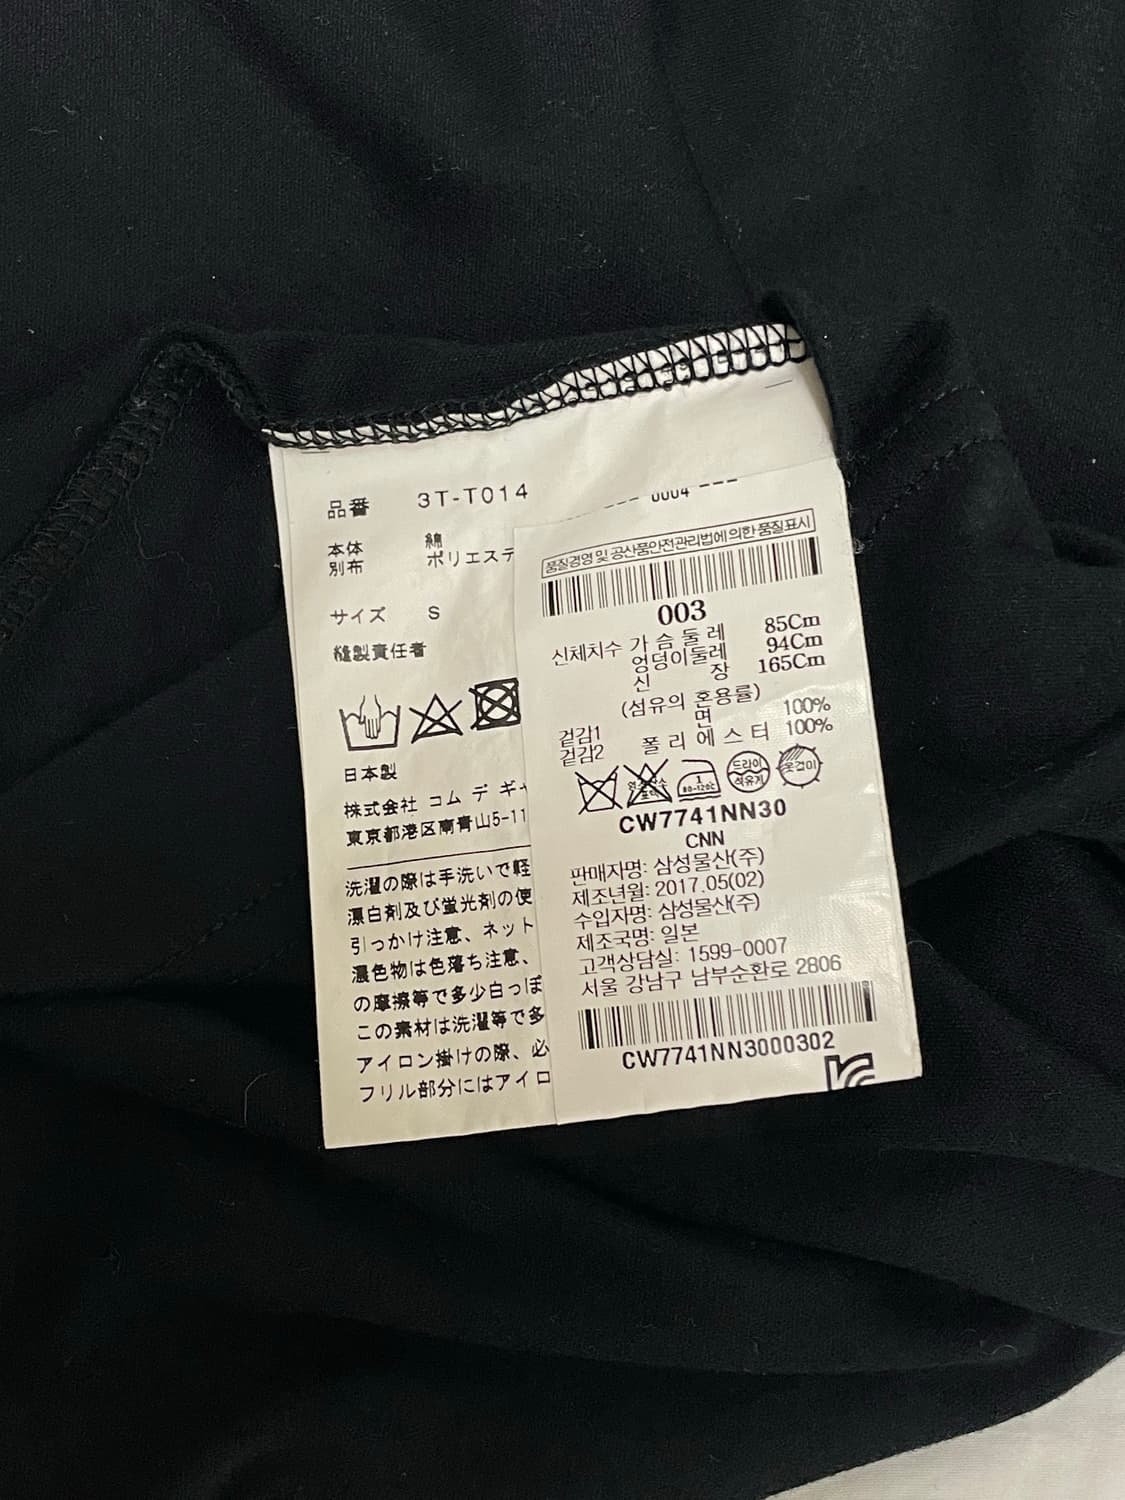 品番 3T-T014
本体 綿
別布 ポリエステ
サイズ S
縫製責任者
日本製
株式会社 コム デ ギャ
東京都港区南青山5-11
洗濯の際は手洗いで軽
漂白剤及び蛍光剤の使
引っかけ注意、ネット
濃色物は色落ち注意、
の摩擦等で多少白っぽ
この素材は洗濯等で多
アイロン掛けの際、必
フリル部分にはアイロ
0004
품질경영 및 공산품안전관리법에 의한 품질표시
003
신체치수 가슴둘레 85Cm
엉덩이둘레 94Cm
신장 165Cm
(섬유의 혼용률)
겉감1 면 100%
겉감2 폴리에스터 100%
80-120℃
드라이
석유계
옷걸이
CW7741NN30
CNN
판매자명: 삼성물산(주)
제조년월: 2017.05(02)
수입자명: 삼성물산(주)
제조국명: 일본
고객상담실: 1599-0007
서울 강남구 남부순환로 2806
CW7741NN3000302